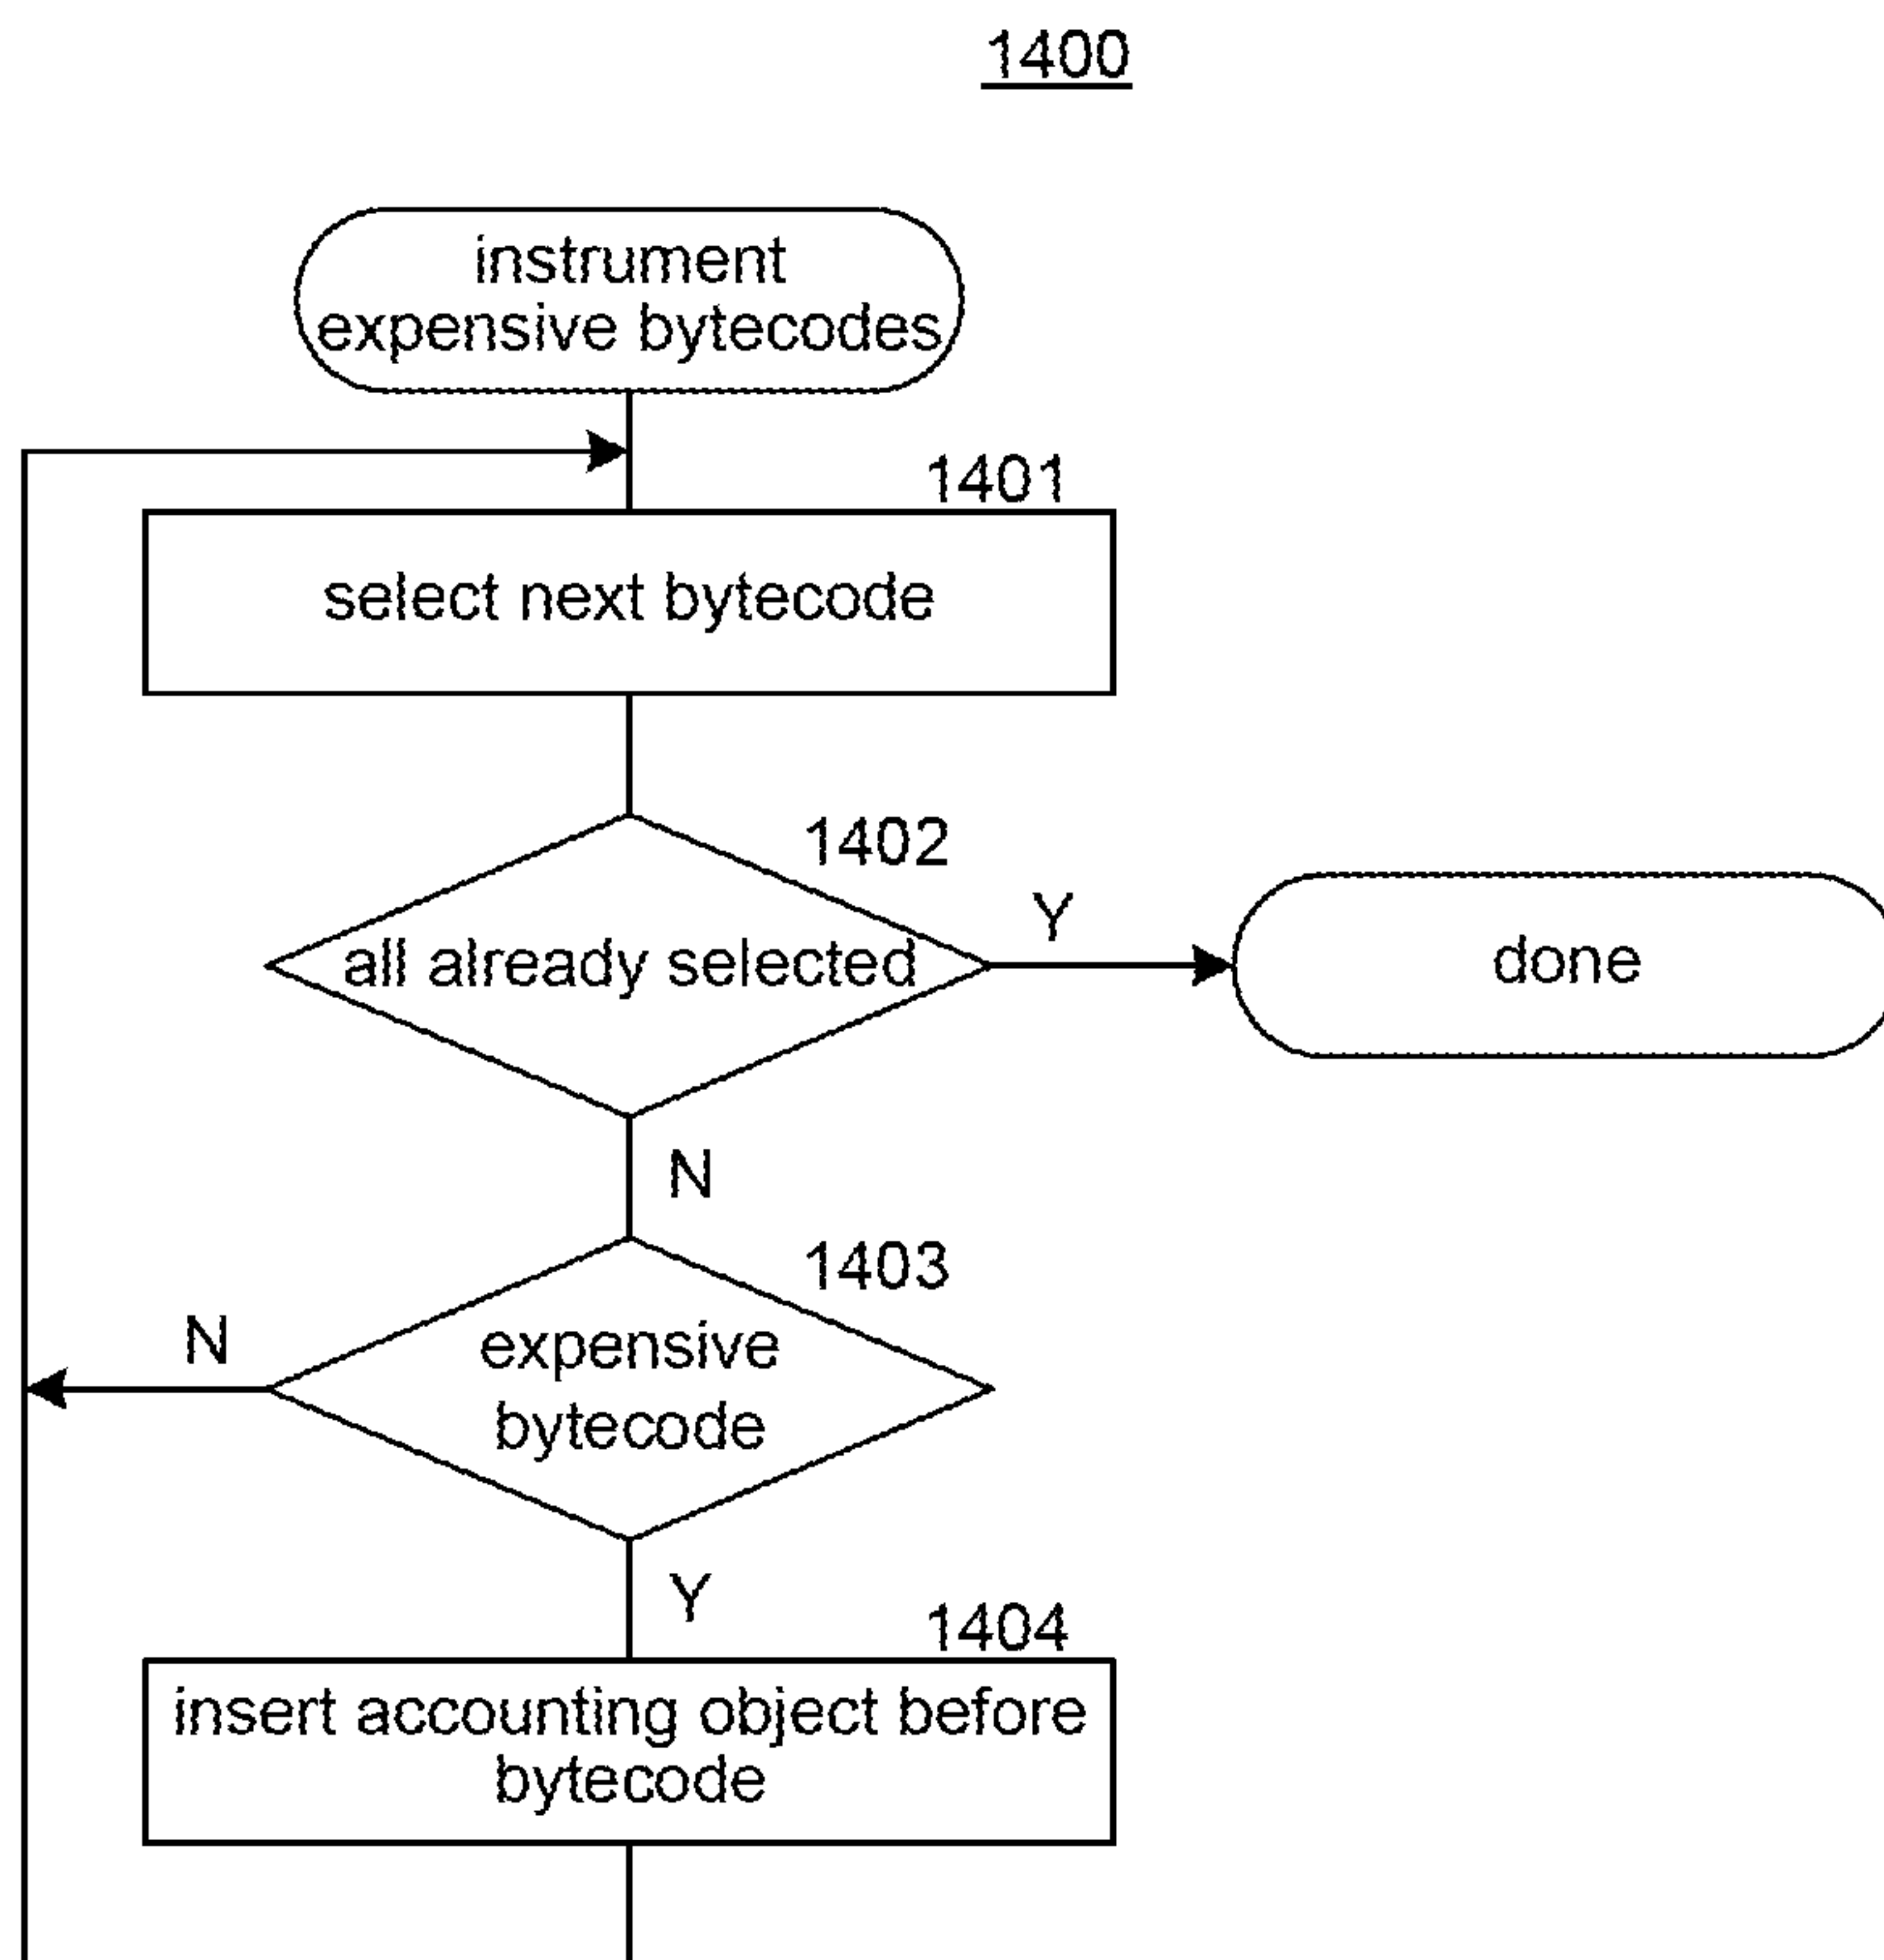 1400
instrument
expensive bytecodes
1401
select next bytecode
1402
all already selected
Y
done
N
1403
N
expensive
bytecode
Y
1404
insert accounting object before
bytecode